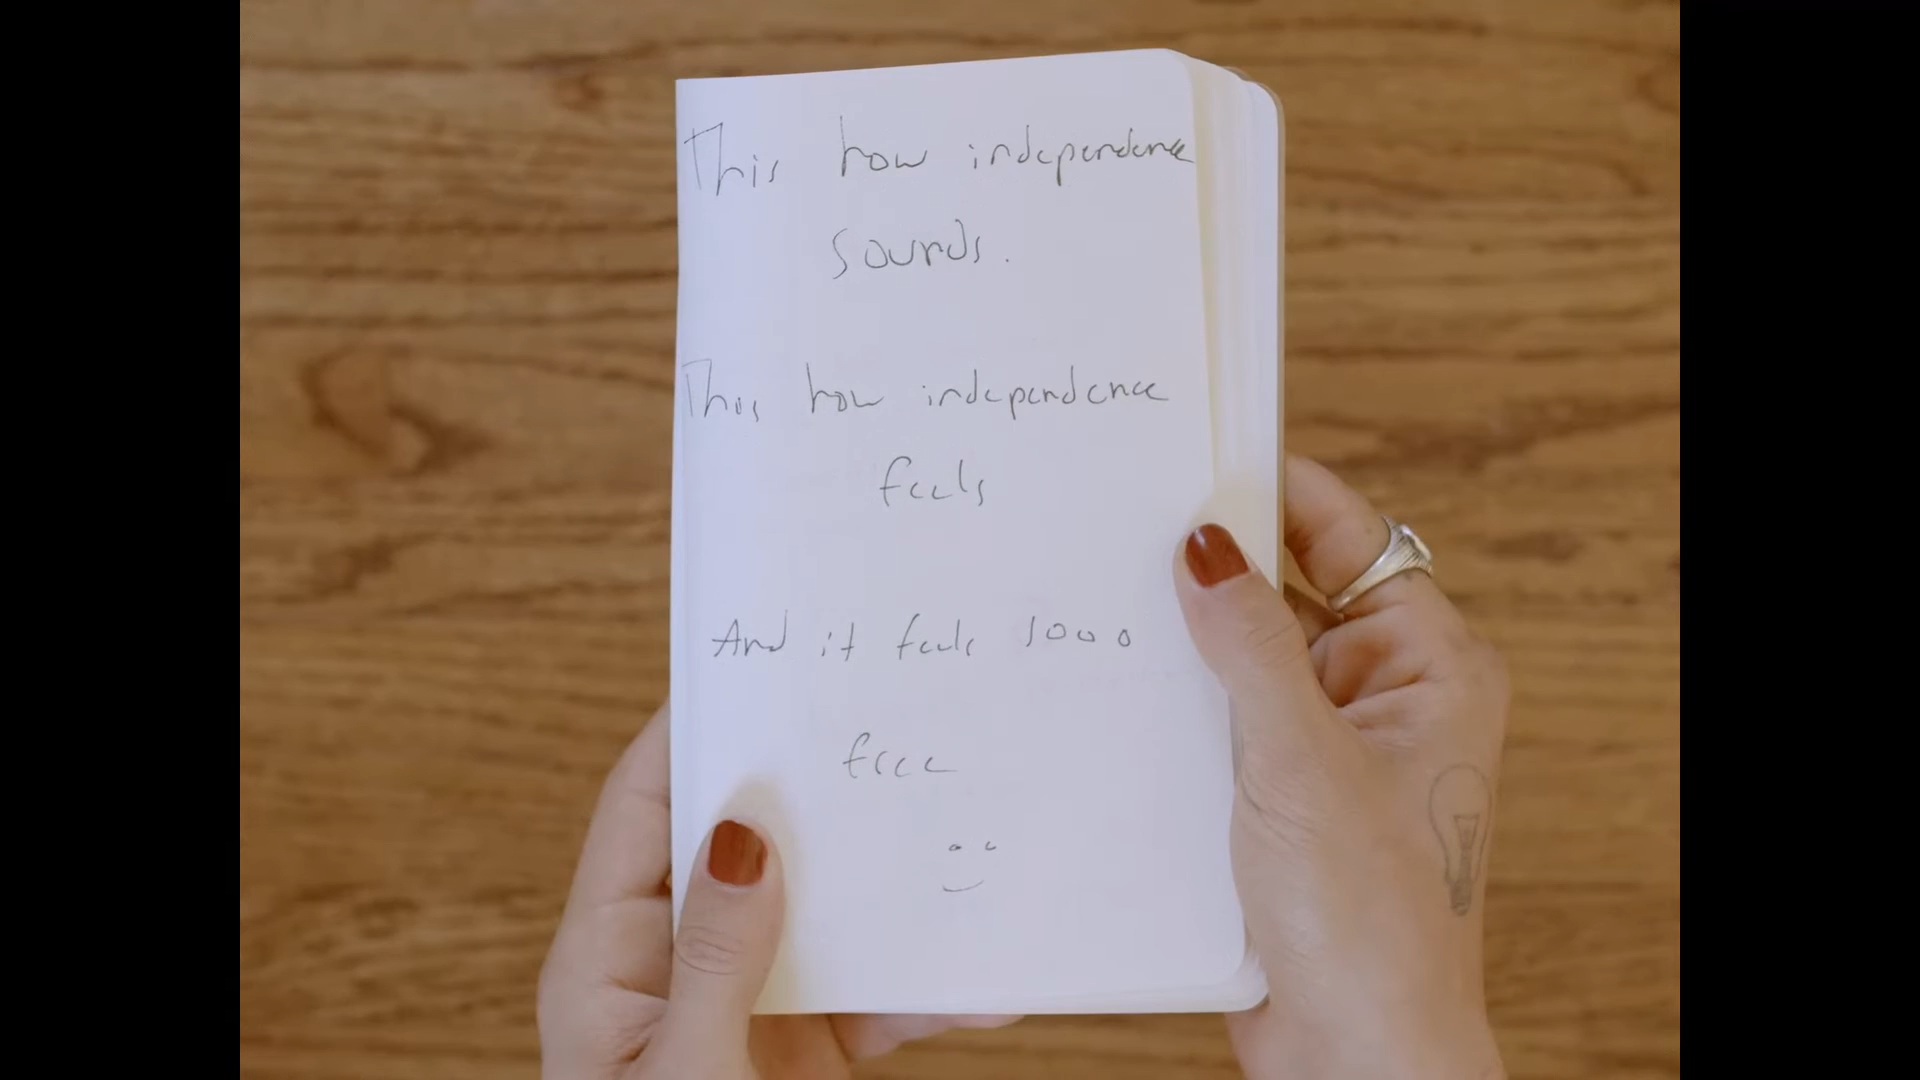 This how independence
sounds.
This how independence
feels
And it feels sooo
free